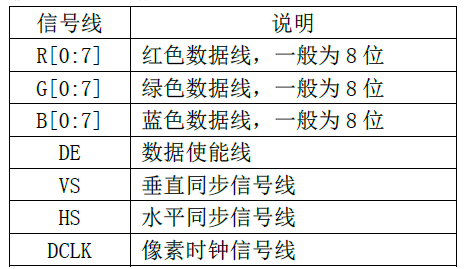 信号线 说明
R[0:7] 红色数据线，一般为 8 位
G[0:7] 绿色数据线，一般为 8 位
B[0:7] 蓝色数据线，一般为 8 位
DE 数据使能线
VS 垂直同步信号线
HS 水平同步信号线
DCLK 像素时钟信号线